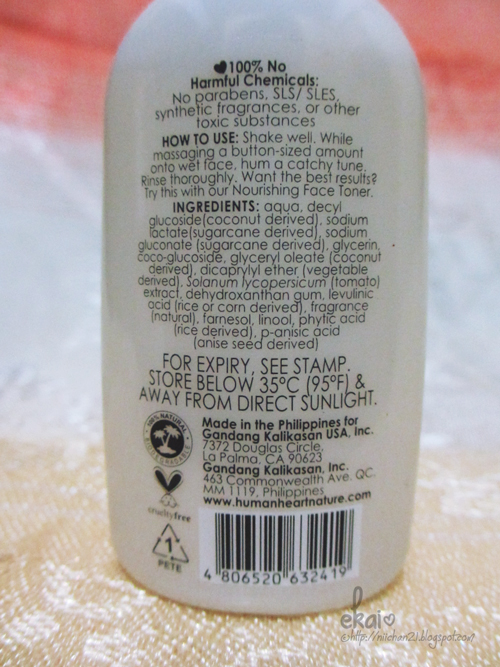 ♥100% No
Harmful Chemicals:
No parabens, SLS/ SLES,
synthetic fragrances, or other
toxic substances
HOW TO USE: Shake well. While
massaging a button-sized amount
onto wet face, hum a catchy tune.
Rinse thoroughly. Want the best results?
Try this with our Nourishing Face Toner.
INGREDIENTS: aqua, decyl
glucoside(coconut derived), sodium
lactate(sugarcane derived), sodium
gluconate (sugarcane derived), glycerin,
coco-glucoside, glyceryl oleate (coconut
derived), dicaprylyl ether (vegetable
derived), Solanum lycopersicum (tomato)
extract, dehydroxanthan gum, levulinic
acid (rice or corn derived), fragrance
(natural), farnesol, linool, phytic acid
(rice derived), p-anisic acid
(anise seed derived)
FOR EXPIRY, SEE STAMP.
STORE BELOW 35°C (95°F) &
AWAY FROM DIRECT SUNLIGHT.
100% NATURAL
Made in the Philippines for
Gandang Kalikasan USA, Inc.
7372 Douglas Circle,
La Palma, CA 90623
Gandang Kalikasan, Inc.
463 Commonwealth Ave. QC.
MM 1119, Philippines
www.humanheartnature.com
crueltyfree
1
PETE
4 806520 632419
ekai♡
©http://niichan21.blogspot.com